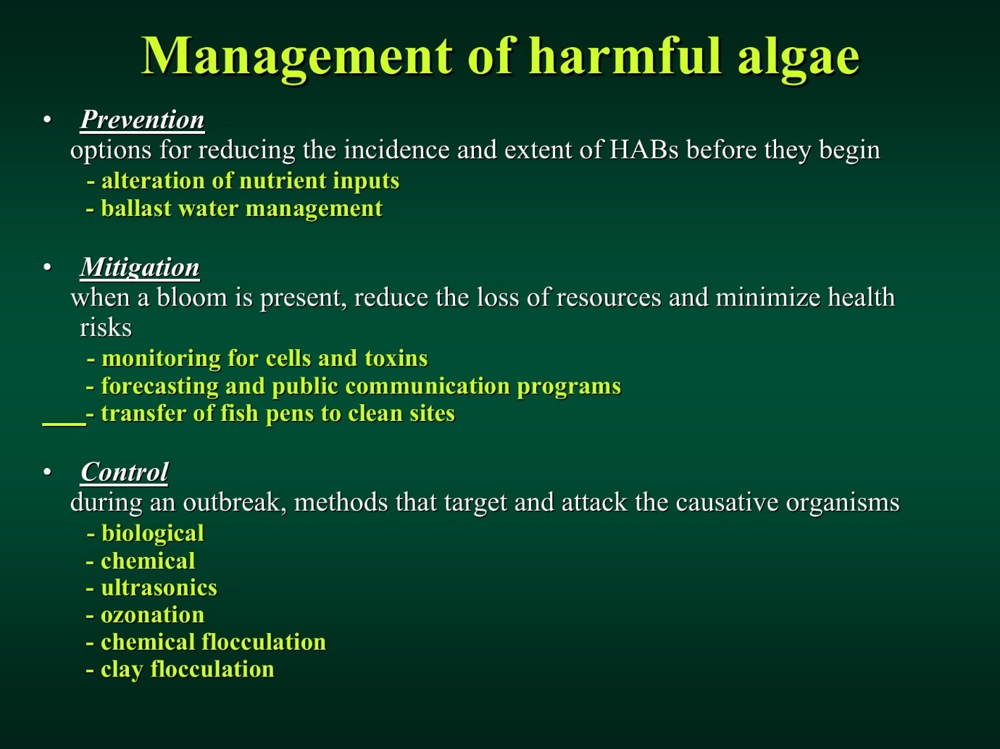 Management of harmful algae
• Prevention
options for reducing the incidence and extent of HABs before they begin
- alteration of nutrient inputs
- ballast water management
• Mitigation
when a bloom is present, reduce the loss of resources and minimize health
risks
- monitoring for cells and toxins
- forecasting and public communication programs
- transfer of fish pens to clean sites
• Control
during an outbreak, methods that target and attack the causative organisms
- biological
- chemical
- ultrasonics
- ozonation
- chemical flocculation
- clay flocculation